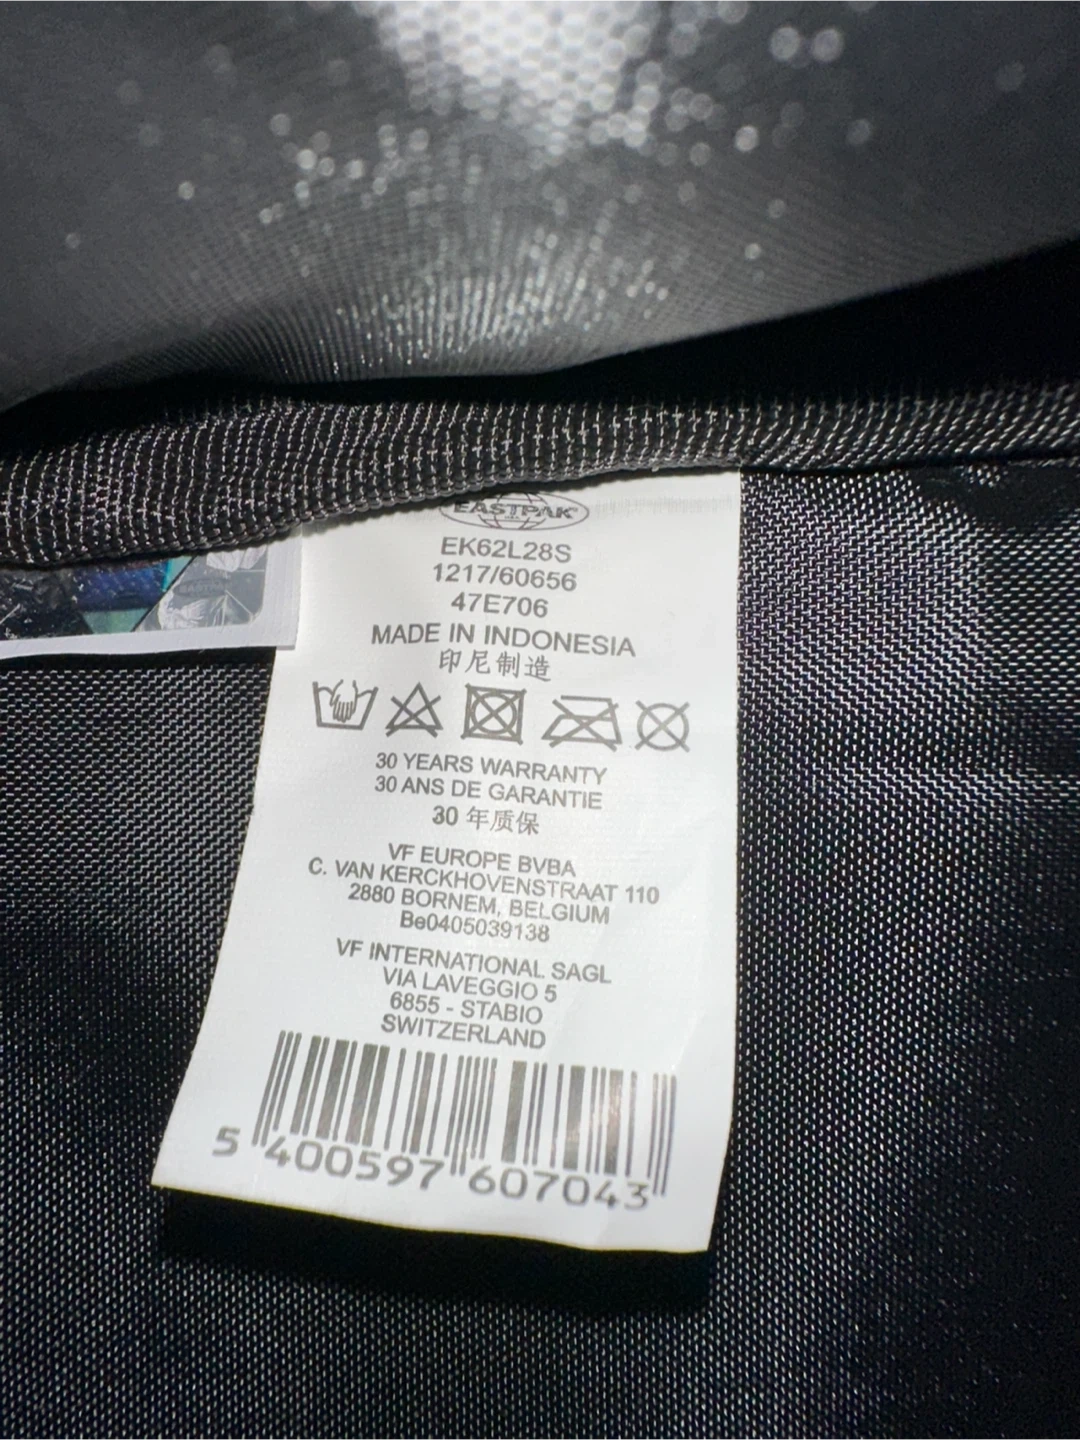 EASTPAK
EK62L28S
1217/60656
47E706
MADE IN INDONESIA
印尼制造
30 YEARS WARRANTY
30 ANS DE GARANTIE
30 年质保
VF EUROPE BVBA
C. VAN KERCKHOVENSTRAAT 110
2880 BORNEM, BELGIUM
Be0405039138
VF INTERNATIONAL SAGL
VIA LAVEGGIO 5
6855 - STABIO
SWITZERLAND
5 400597 607043